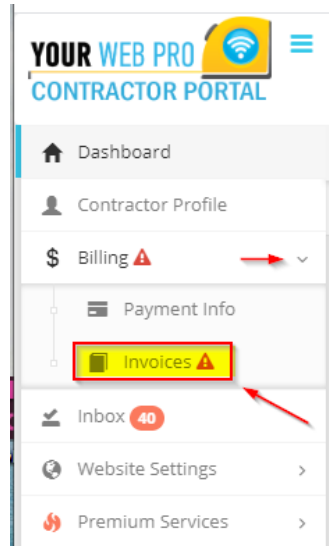 YOUR WEB PRO
CONTRACTOR PORTAL
Dashboard
Contractor Profile
$ Billing
Payment Info
Invoices
Inbox 40
Website Settings
Premium Services